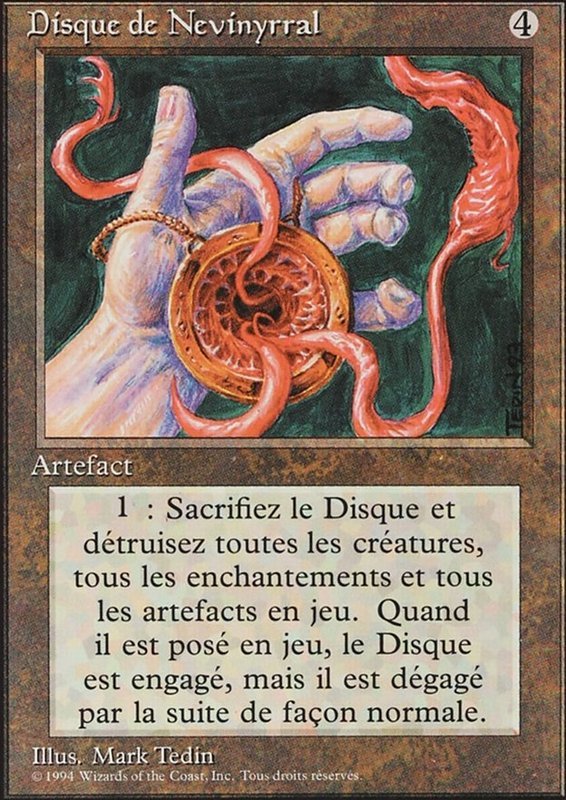 Disque de Nevinyrral 4
TEDIN 92
Artefact
1 : Sacrifiez le Disque et
détruisez toutes les créatures,
tous les enchantements et tous
les artefacts en jeu. Quand
il est posé en jeu, le Disque
est engagé, mais il est dégagé
par la suite de façon normale.
Illus. Mark Tedin
©1994 Wizards of the Coast, Inc. Tous droits réservés.